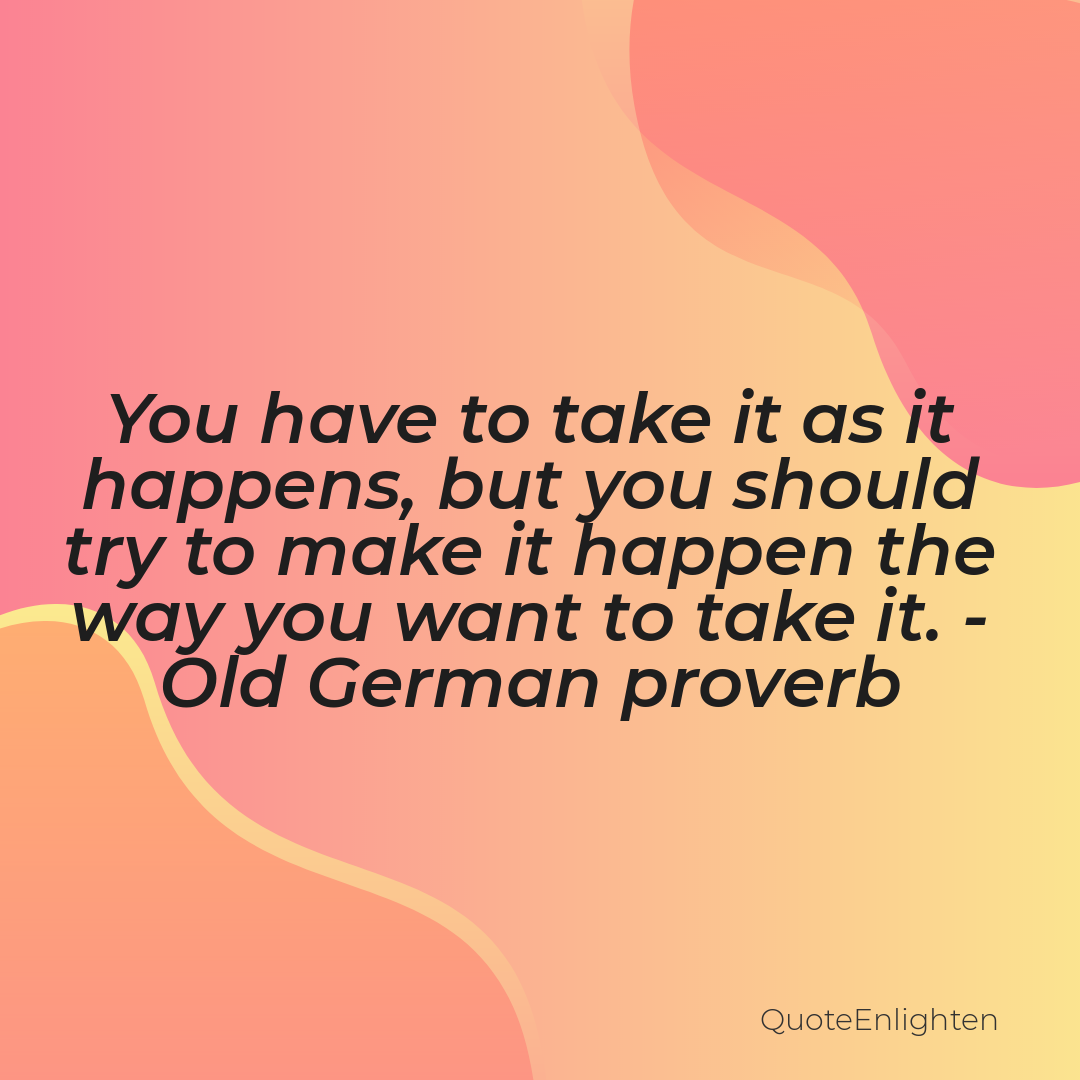 You have to take it as it
happens, but you should
try to make it happen the
way you want to take it. -
Old German proverb
QuoteEnlighten